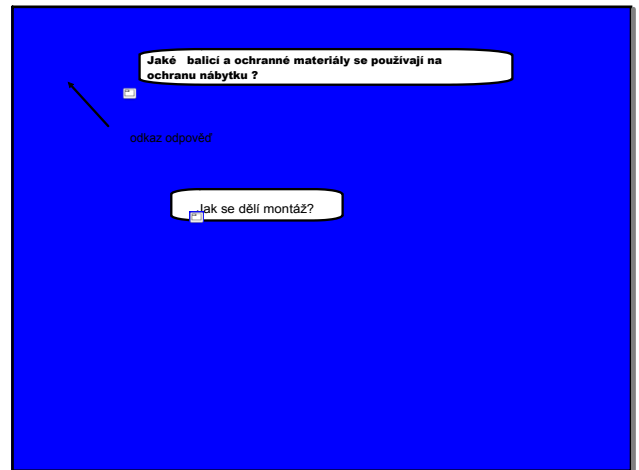 Jaké balicí a ochranné materiály se používají na
ochranu nábytku ?
odkaz odpověď
Jak se dělí montáž?